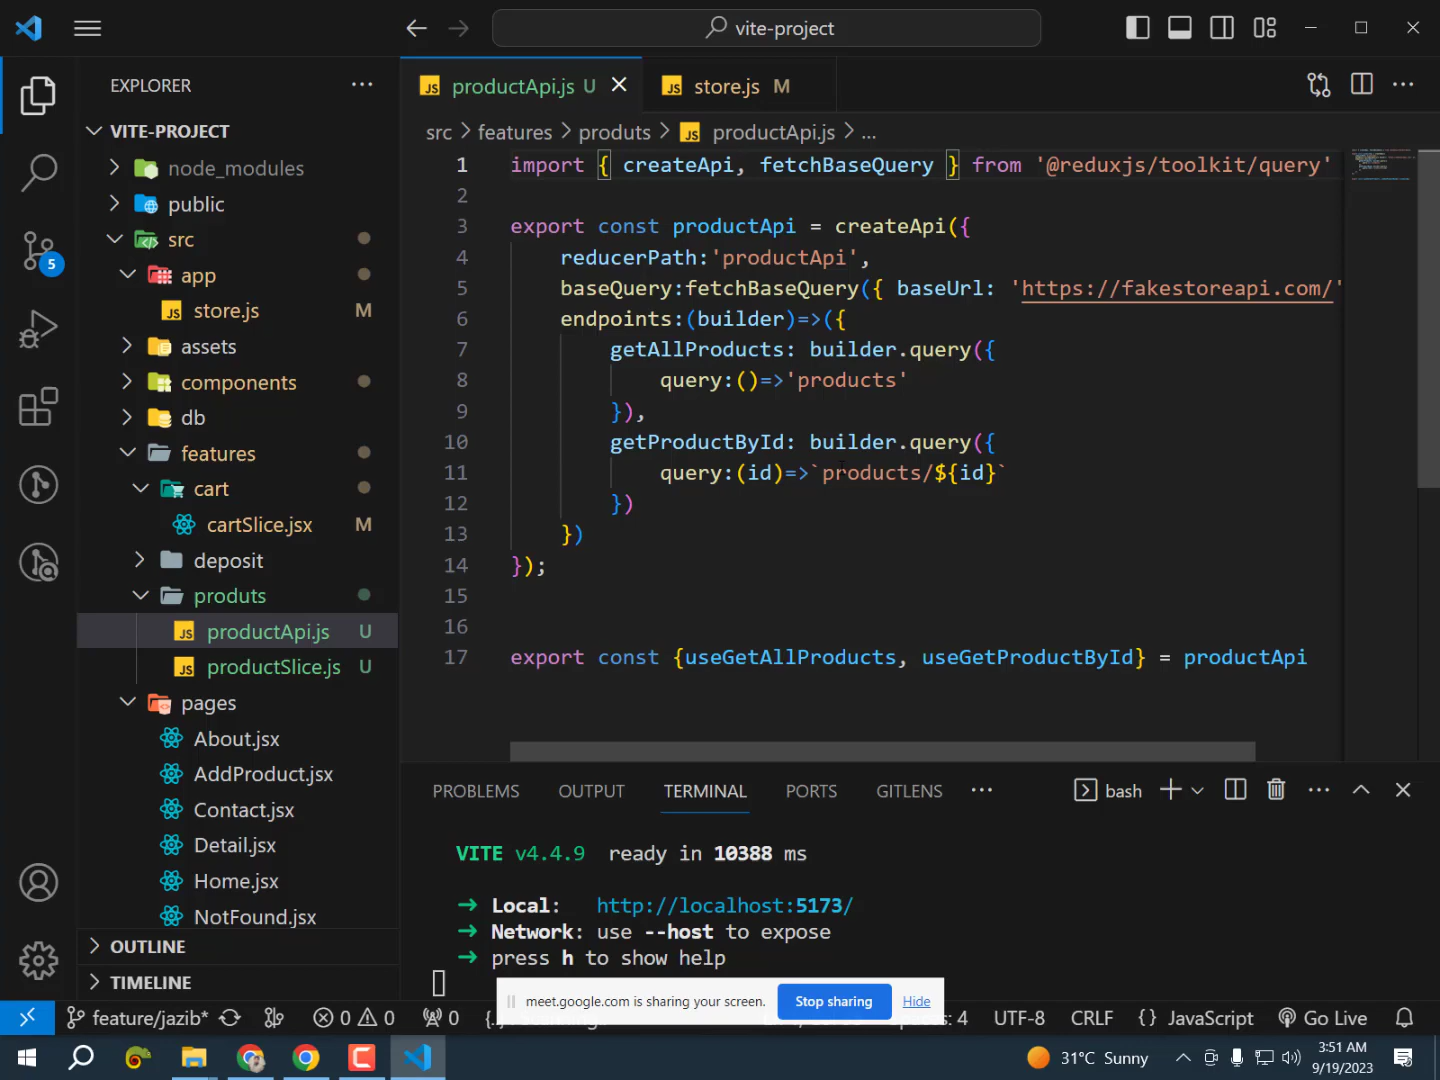 vite-project
EXPLORER
VITE-PROJECT
node_modules
public
src
app
store.js M
assets
components
db
features
cart
cartSlice.jsx M
deposit
produts
productApi.js U
productSlice.js U
pages
About.jsx
AddProduct.jsx
Contact.jsx
Detail.jsx
Home.jsx
NotFound.jsx
OUTLINE
TIMELINE
5
JS productApi.js U
JS store.js M
src > features > produts > JS productApi.js > ...
1 import { createApi, fetchBaseQuery } from '@reduxjs/toolkit/query'
2
3 export const productApi = createApi({
4 reducerPath:'productApi',
5 baseQuery:fetchBaseQuery({ baseUrl: 'https://fakestoreapi.com/'
6 endpoints:(builder)=>({
7 getAllProducts: builder.query({
8 query:()=>'products'
9 }),
10 getProductById: builder.query({
11 query:(id)=>`products/${id}`
12 })
13 })
14 });
15
16
17 export const {useGetAllProducts, useGetProductById} = productApi
PROBLEMS OUTPUT TERMINAL PORTS GITLENS
bash
VITE v4.4.9 ready in 10388 ms
➜ Local: http://localhost:5173/
➜ Network: use --host to expose
➜ press h to show help
meet.google.com is sharing your screen. Stop sharing Hide
feature/jazib* 0 0 0 UTF-8 CRLF {} JavaScript Go Live
31°C Sunny
3:51 AM
9/19/2023